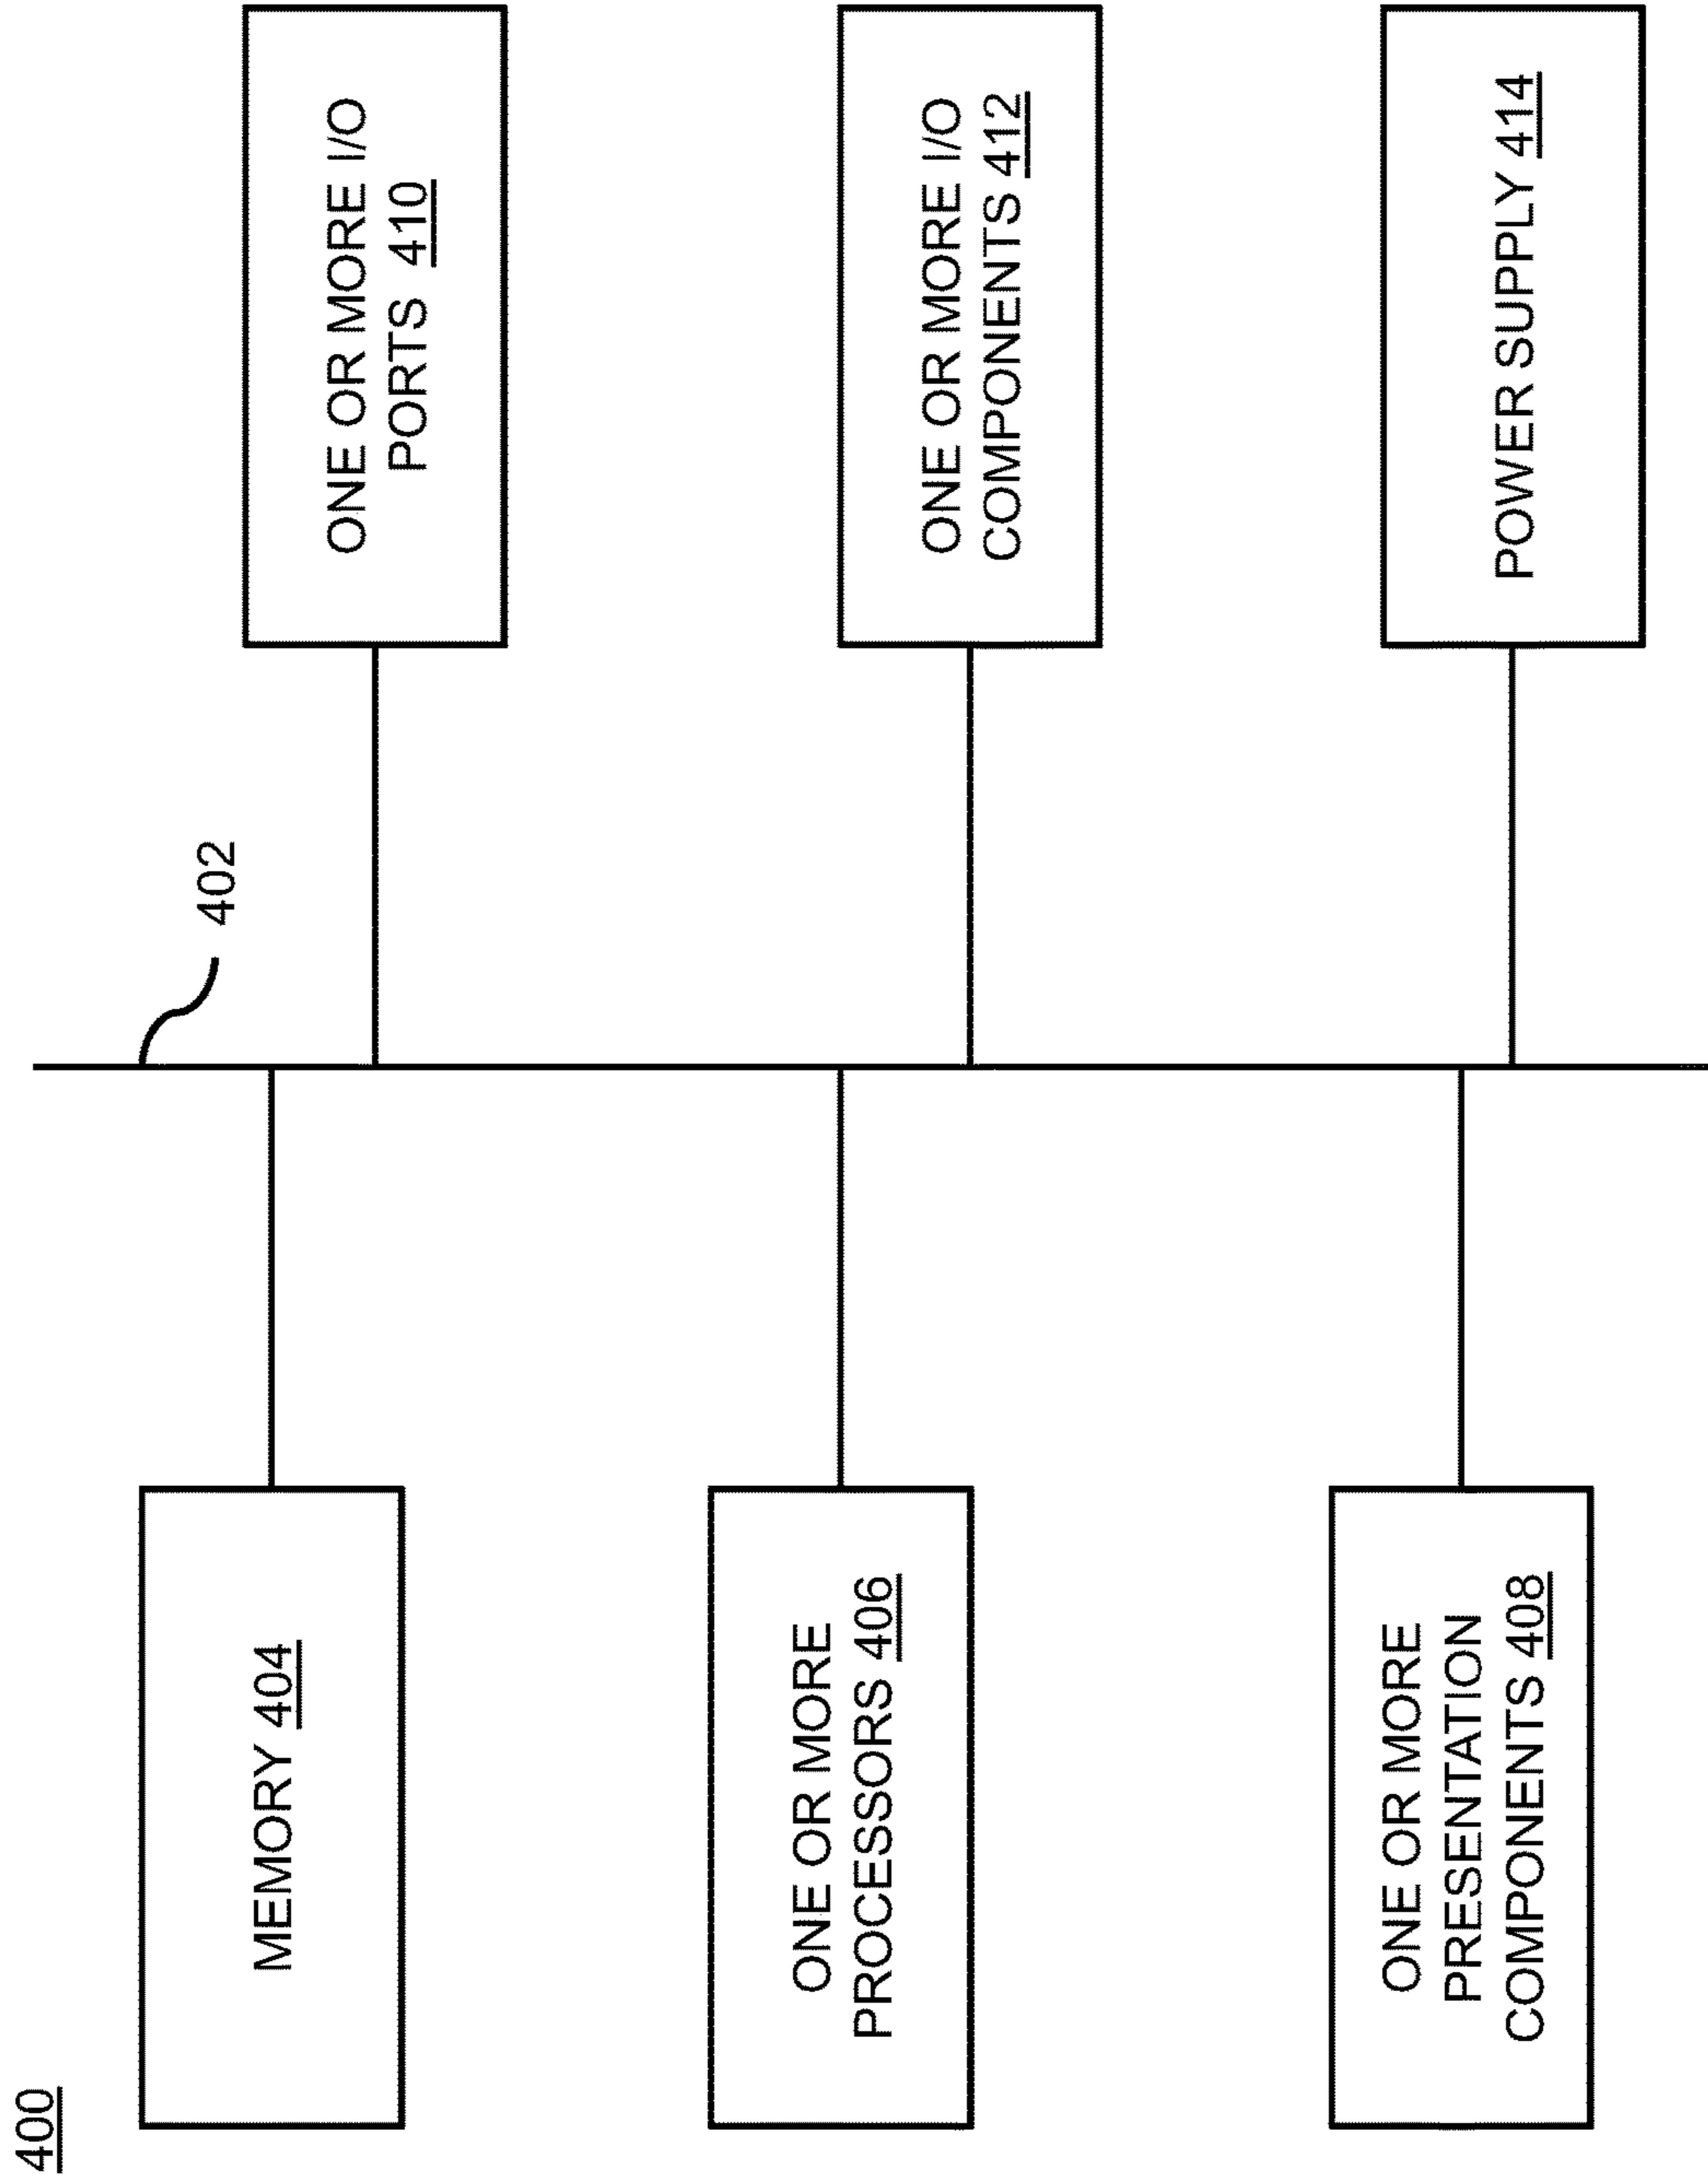 400
402
MEMORY 404
ONE OR MORE
PROCESSORS 406
ONE OR MORE
PRESENTATION
COMPONENTS 408
ONE OR MORE I/O
PORTS 410
ONE OR MORE I/O
COMPONENTS 412
POWER SUPPLY 414